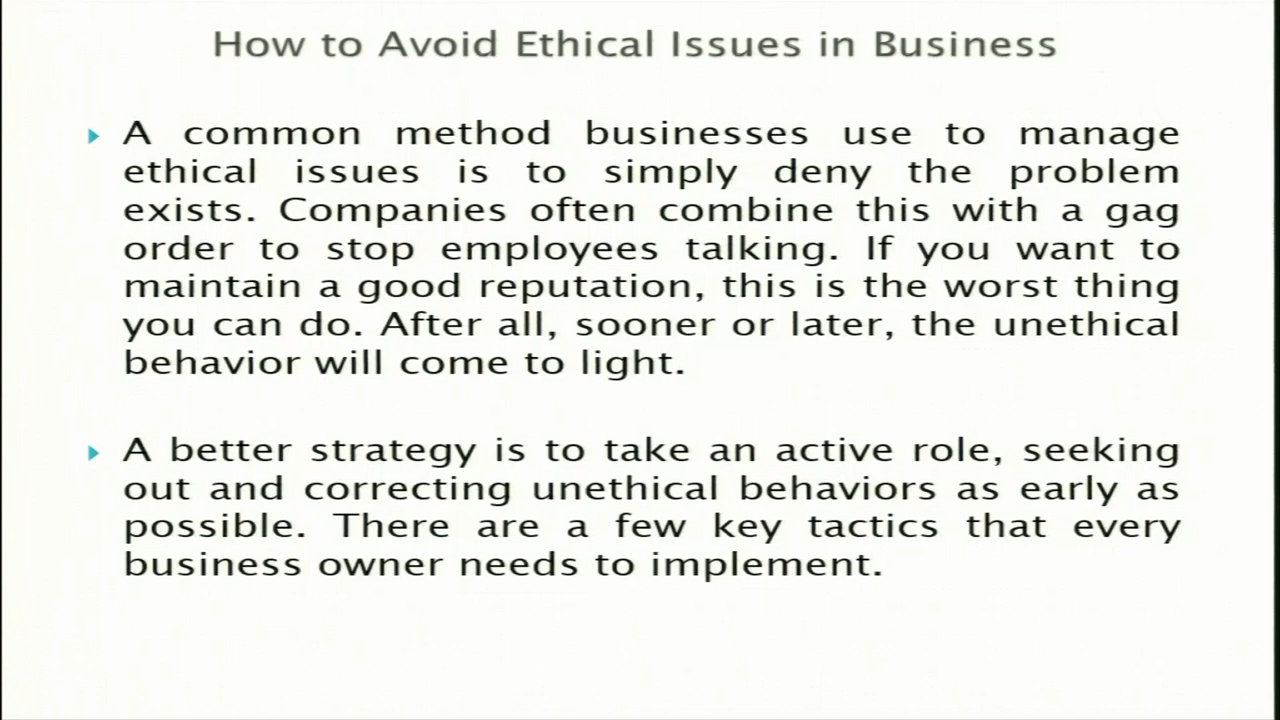 How to Avoid Ethical Issues in Business
A common method businesses use to manage
ethical issues is to simply deny the problem
exists. Companies often combine this with a gag
order to stop employees talking. If you want to
maintain a good reputation, this is the worst thing
you can do. After all, sooner or later, the unethical
behavior will come to light.
A better strategy is to take an active role, seeking
out and correcting unethical behaviors as early as
possible. There are a few key tactics that every
business owner needs to implement.